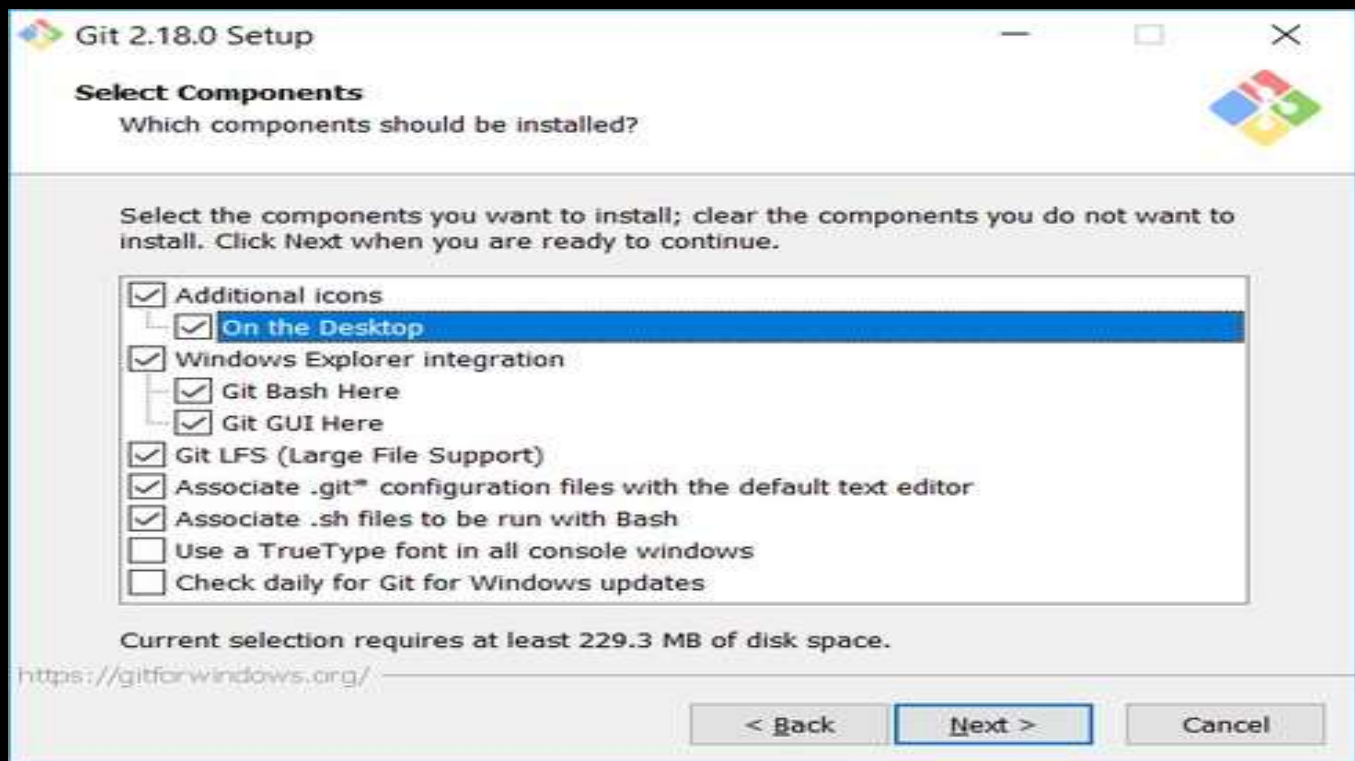 Git 2.18.0 Setup
Select Components
Which components should be installed?
Select the components you want to install; clear the components you do not want to
install. Click Next when you are ready to continue.
Additional icons
On the Desktop
Windows Explorer integration
Git Bash Here
Git GUI Here
Git LFS (Large File Support)
Associate .git* configuration files with the default text editor
Associate .sh files to be run with Bash
Use a TrueType font in all console windows
Check daily for Git for Windows updates
Current selection requires at least 229.3 MB of disk space.
https://gitforwindows.org/
< Back
Next >
Cancel